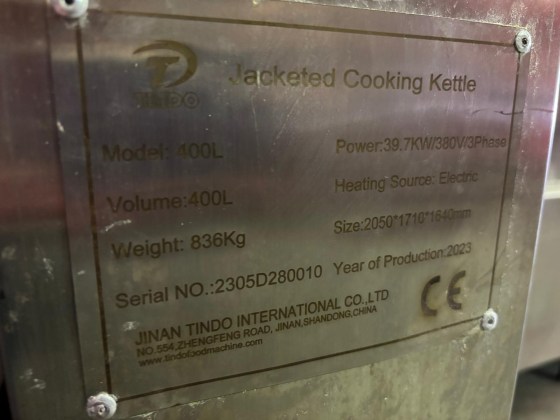 TINDO
Jacketed Cooking Kettle
Model: 400L
Power:39.7KW/380V/3Phase
Volume:400L
Heating Source: Electric
Weight: 836Kg
Size:2050*1710*1640mm
Serial NO.:2305D280010
Year of Production:2023
JINAN TINDO INTERNATIONAL CO.,LTD
NO.554,ZHENGFENG ROAD, JINAN,SHANDONG,CHINA
www.tindofoodmachine.com
CE